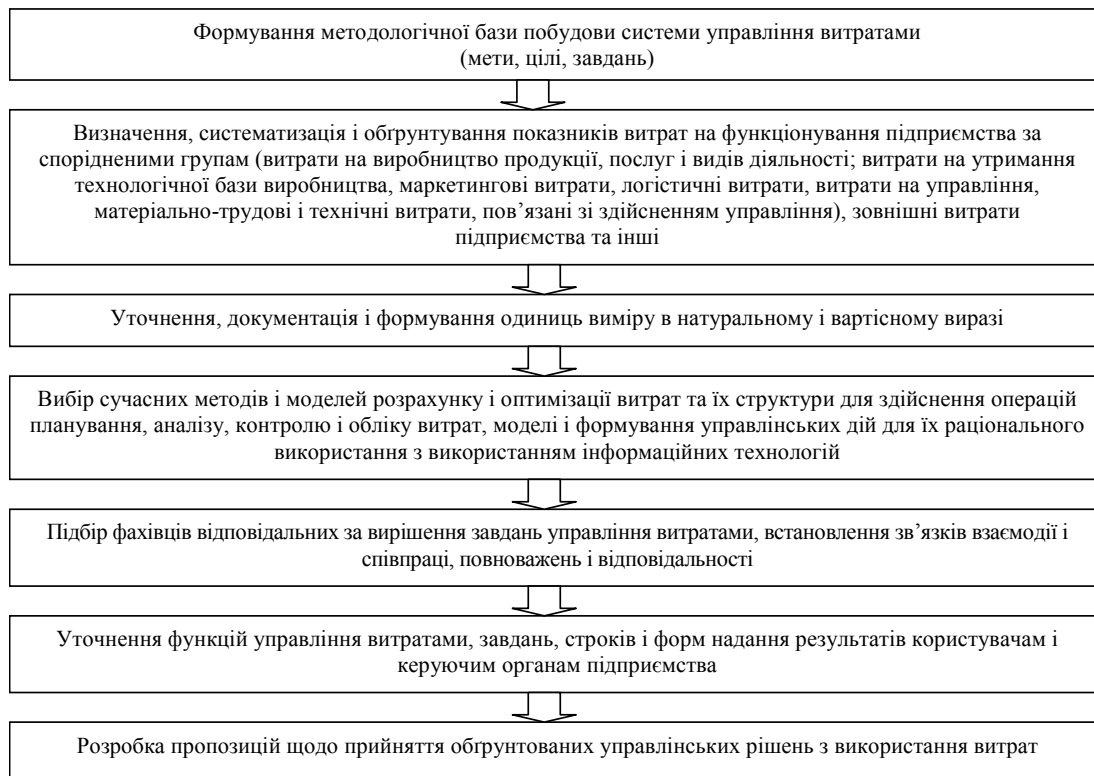 Формування методологічної бази побудови системи управління витратами
(мети, цілі, завдань)
Визначення, систематизація і обґрунтування показників витрат на функціонування підприємства за
спорідненими групам (витрати на виробництво продукції, послуг і видів діяльності; витрати на утримання
технологічної бази виробництва, маркетингові витрати, логістичні витрати, витрати на управління,
матеріально-трудові і технічні витрати, пов’язані зі здійсненням управління), зовнішні витрати
підприємства та інші
Уточнення, документація і формування одиниць виміру в натуральному і вартісному виразі
Вибір сучасних методів і моделей розрахунку і оптимізації витрат та їх структури для здійснення операцій
планування, аналізу, контролю і обліку витрат, моделі і формування управлінських дій для їх раціонального
використання з використанням інформаційних технологій
Підбір фахівців відповідальних за вирішення завдань управління витратами, встановлення зв’язків взаємодії і
співпраці, повноважень і відповідальності
Уточнення функцій управління витратами, завдань, строків і форм надання результатів користувачам і
керуючим органам підприємства
Розробка пропозицій щодо прийняття обґрунтованих управлінських рішень з використання витрат